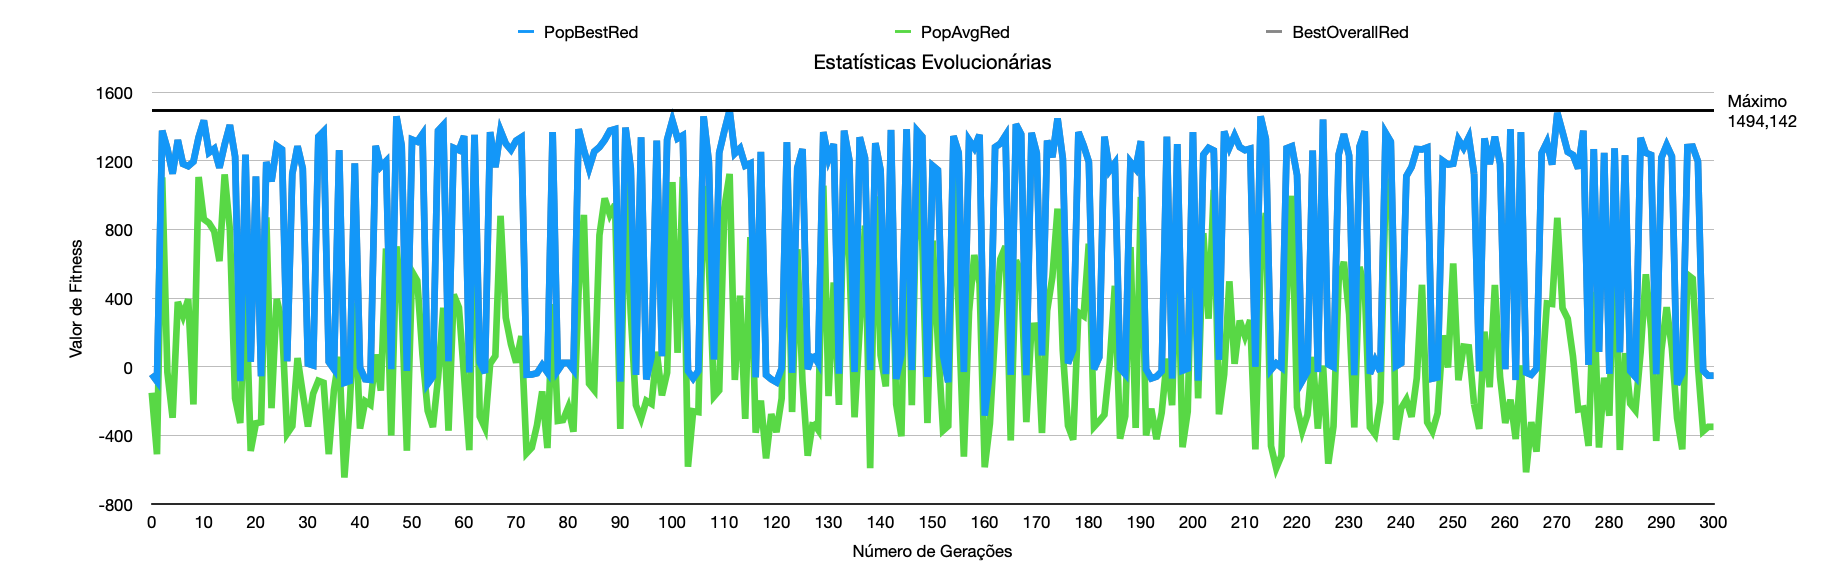 PopBestRed PopAvgRed BestOverallRed
Estatísticas Evolucionárias
1600
1200
800
400
0
-400
-800
Valor de Fitness
Máximo
1494,142
0 10 20 30 40 50 60 70 80 90 100 110 120 130 140 150 160 170 180 190 200 210 220 230 240 250 260 270 280 290 300
Número de Gerações